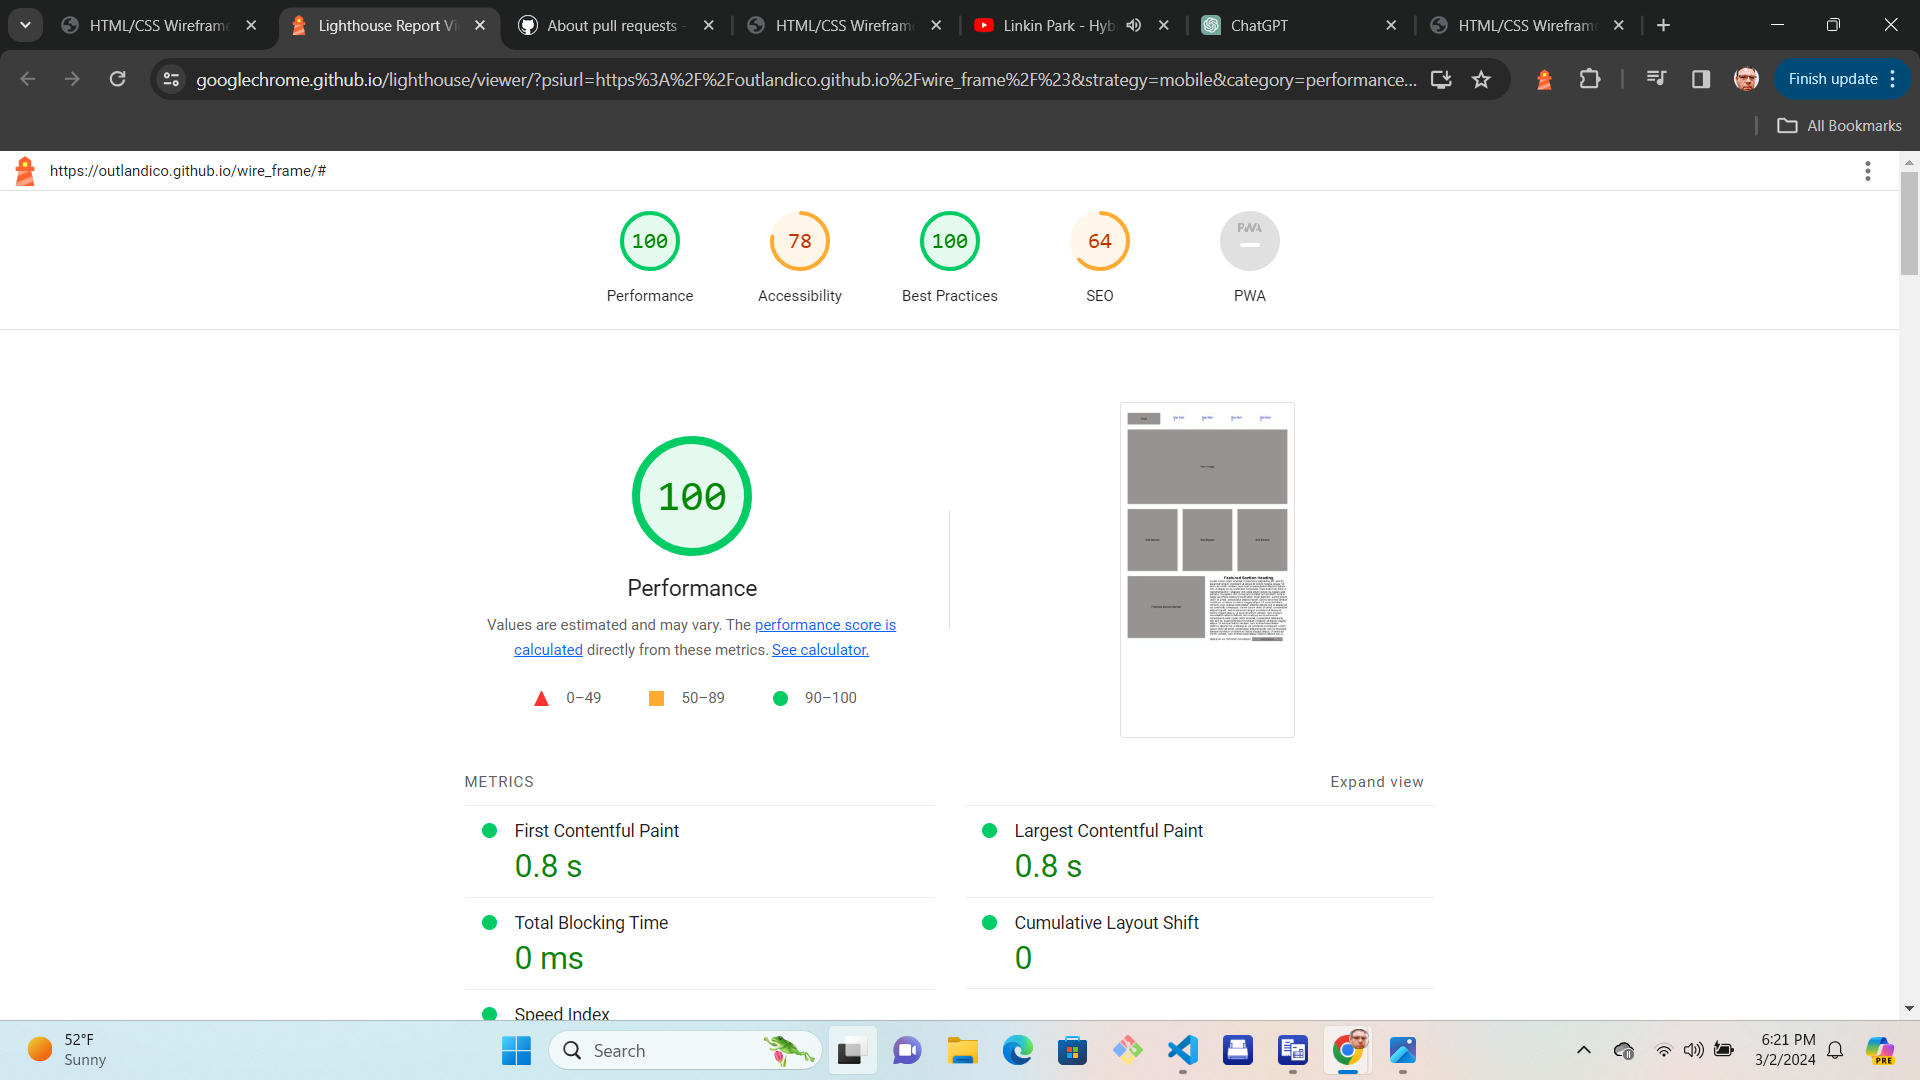 HTML/CSS Wirefram
Lighthouse Report Vi
About pull requests -
HTML/CSS Wirefram
Linkin Park - Hyb
ChatGPT
HTML/CSS Wirefram
googlechrome.github.io/lighthouse/viewer/?psiurl=https%3A%2F%2Foutlandico.github.io%2Fwire_frame%2F%23&strategy=mobile&category=performance...
Finish update
All Bookmarks
https://outlandico.github.io/wire_frame/#
100
78
100
64
PWA
Performance
Accessibility
Best Practices
SEO
PWA
100
Performance
Values are estimated and may vary. The performance score is
calculated directly from these metrics. See calculator.
0–49
50–89
90–100
Featured Section Heading
METRICS
Expand view
First Contentful Paint
0.8 s
Largest Contentful Paint
0.8 s
Total Blocking Time
0 ms
Cumulative Layout Shift
0
Speed Index
52°F
Sunny
Search
6:21 PM
3/2/2024
PRE